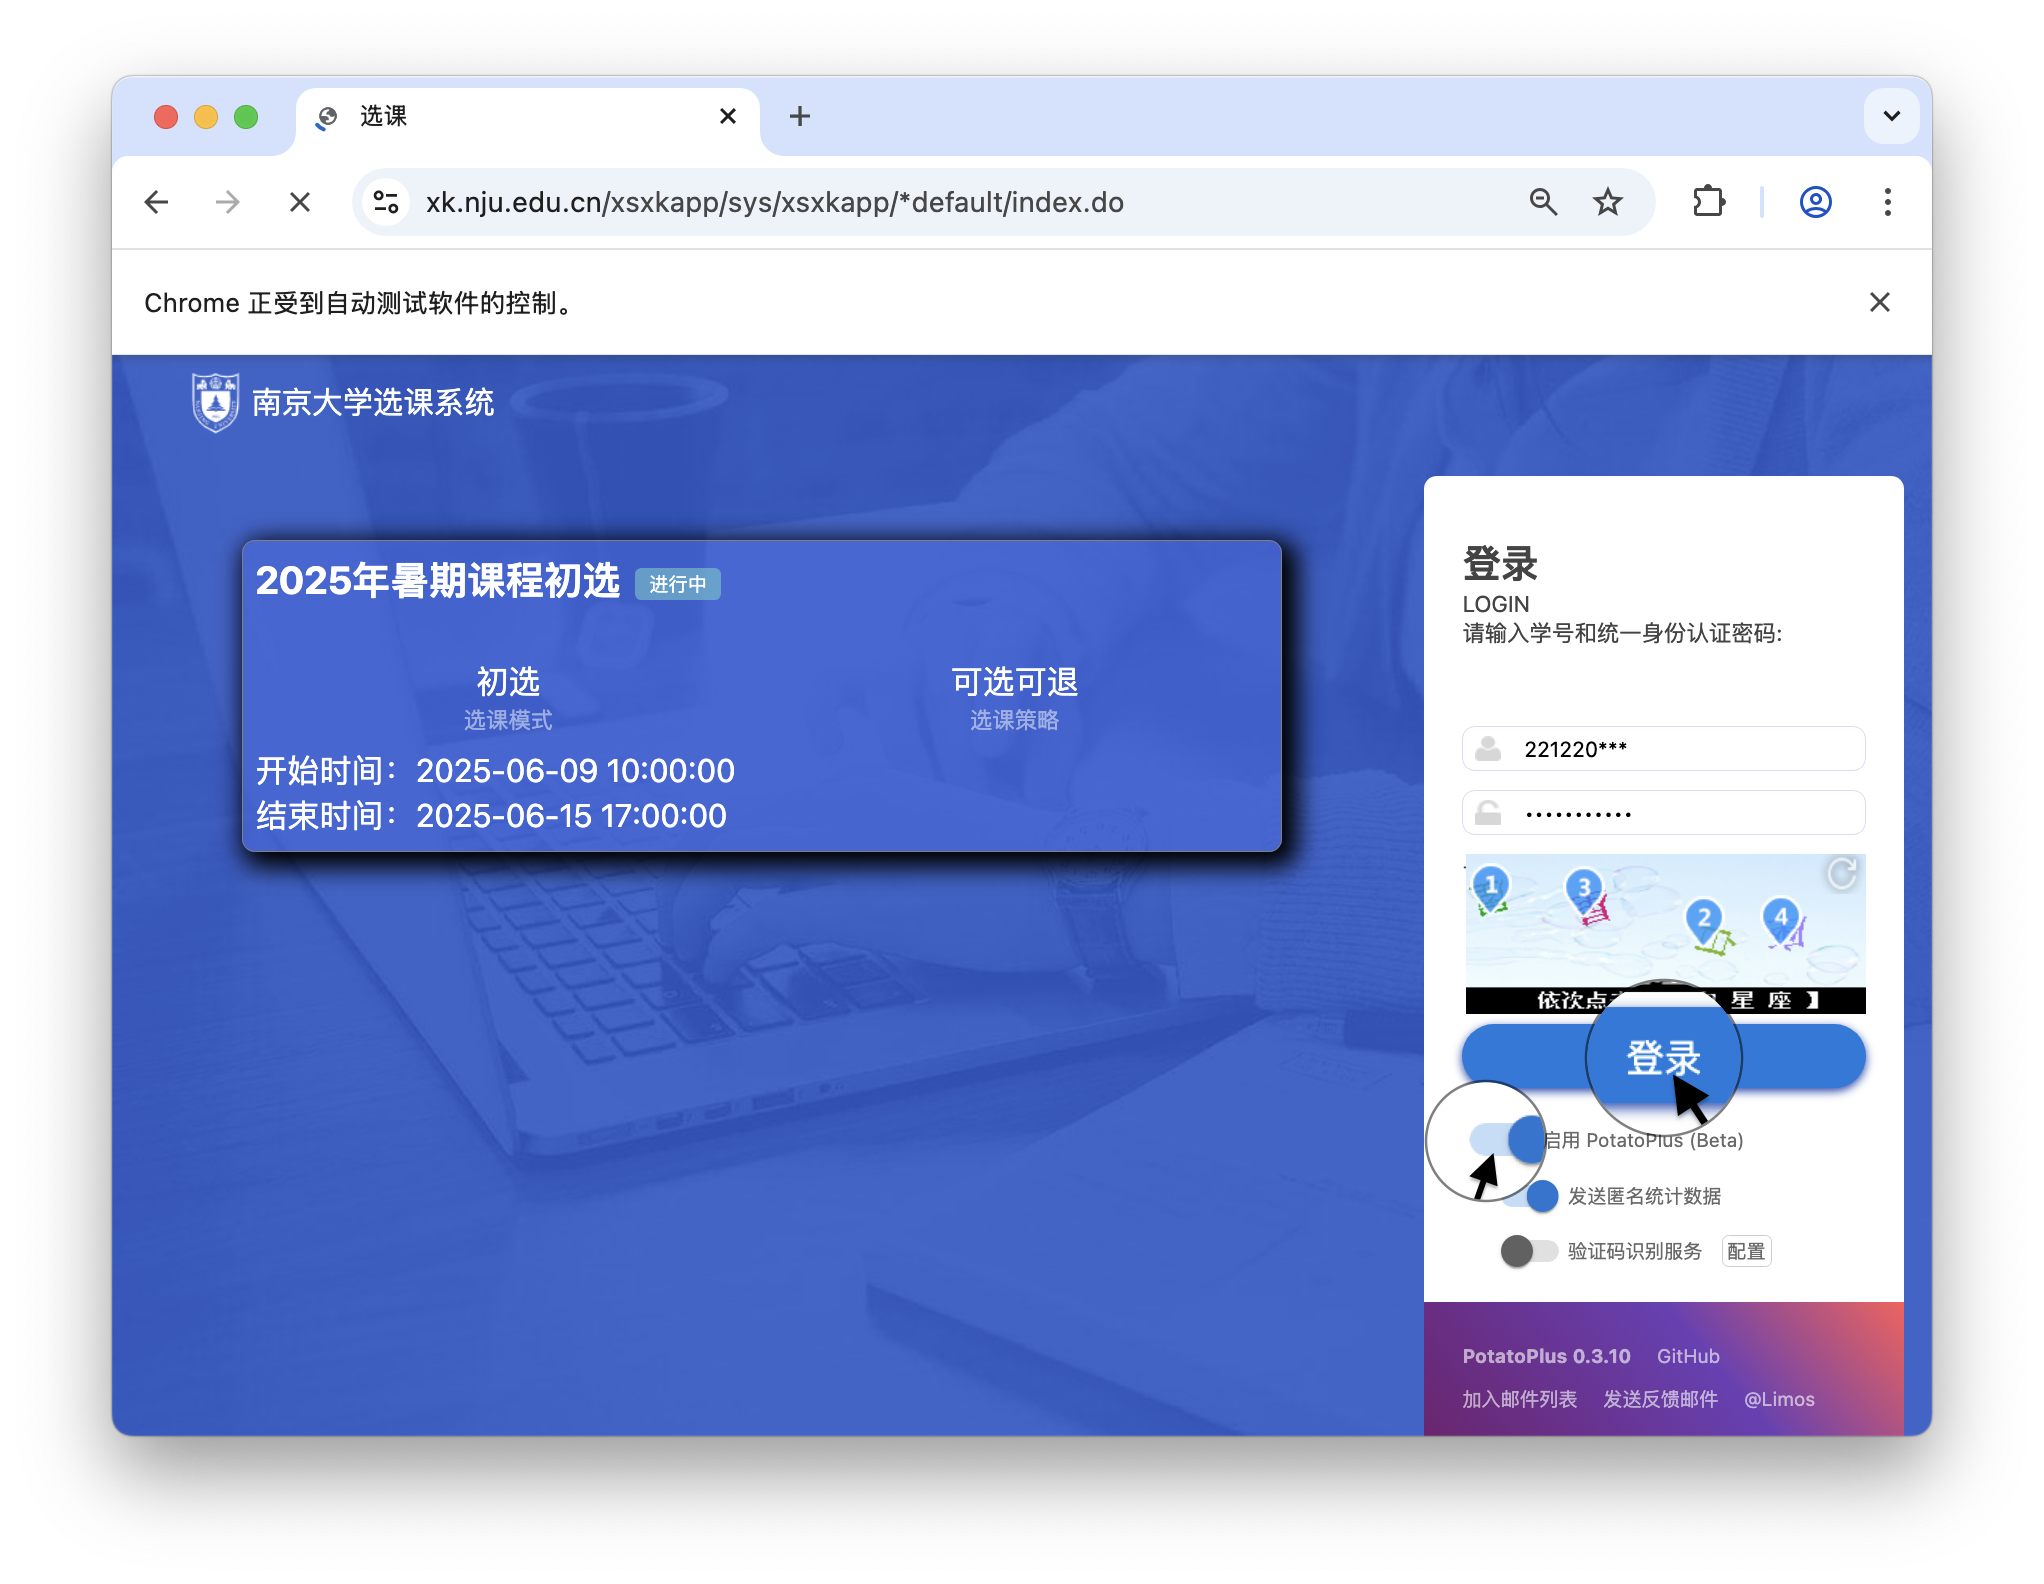 选课
xk.nju.edu.cn/xsxkapp/sys/xsxkapp/*default/index.do
Chrome 正受到自动测试软件的控制。
南京大学选课系统
2025年暑期课程初选 进行中
初选 可选可退
选课模式 选课策略
开始时间：2025-06-09 10:00:00
结束时间：2025-06-15 17:00:00
登录
LOGIN
请输入学号和统一身份认证密码:
221220***
•••••••••••
1 3 2 4
依次点 星 座 】
登录
启用 PotatoPlus (Beta)
发送匿名统计数据
验证码识别服务 配置
PotatoPlus 0.3.10 GitHub
加入邮件列表 发送反馈邮件 @Limos